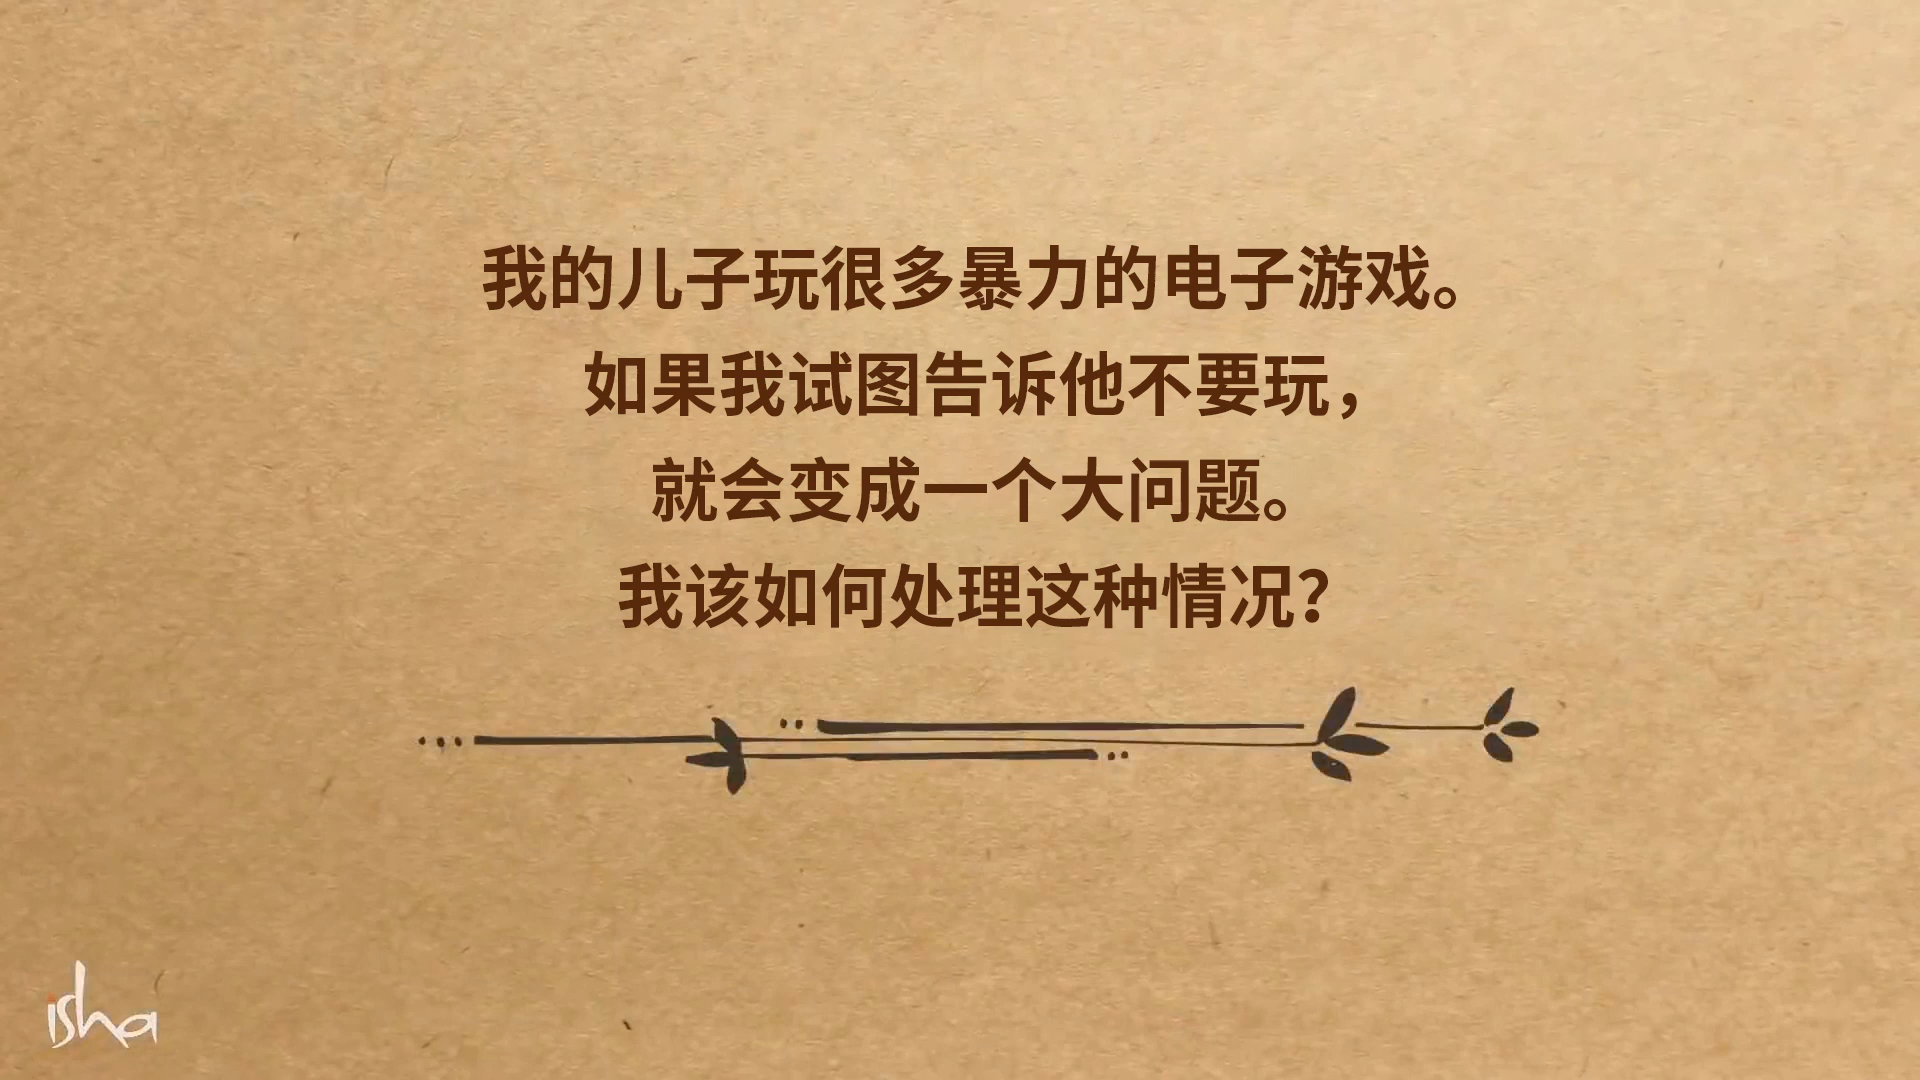 我的儿子玩很多暴力的电子游戏。
如果我试图告诉他不要玩，
就会变成一个大问题。
我该如何处理这种情况？
isha